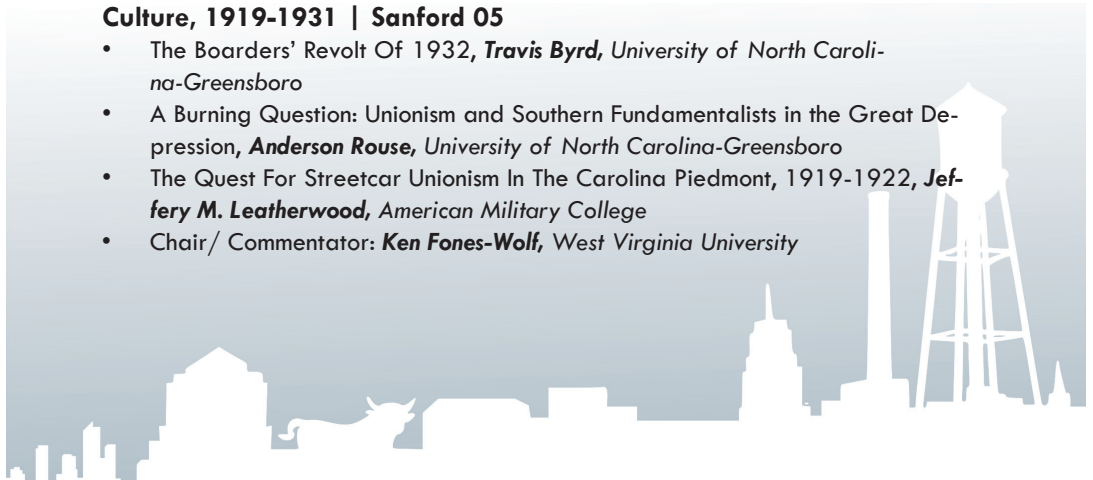 Culture, 1919-1931 | Sanford 05
• The Boarders' Revolt Of 1932, Travis Byrd, University of North Caroli-
na-Greensboro
• A Burning Question: Unionism and Southern Fundamentalists in the Great De-
pression, Anderson Rouse, University of North Carolina-Greensboro
• The Quest For Streetcar Unionism In The Carolina Piedmont, 1919-1922, Jef-
fery M. Leatherwood, American Military College
• Chair/ Commentator: Ken Fones-Wolf, West Virginia University